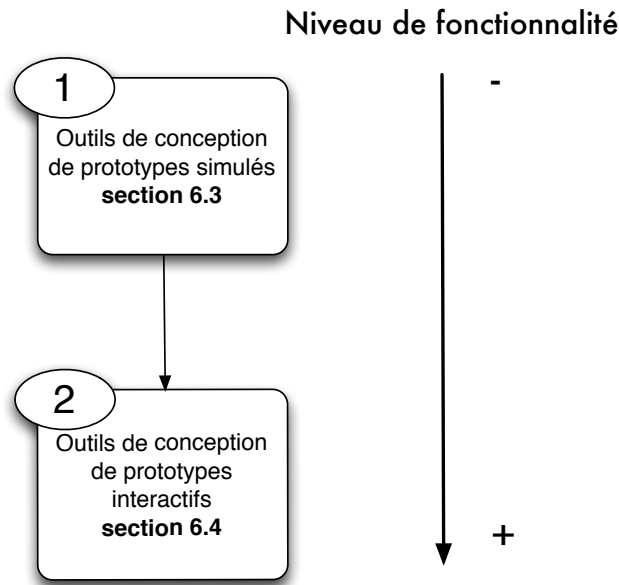 Niveau de fonctionnalité
-
1
Outils de conception
de prototypes simulés
section 6.3
2
Outils de conception
de prototypes
interactifs
section 6.4
+